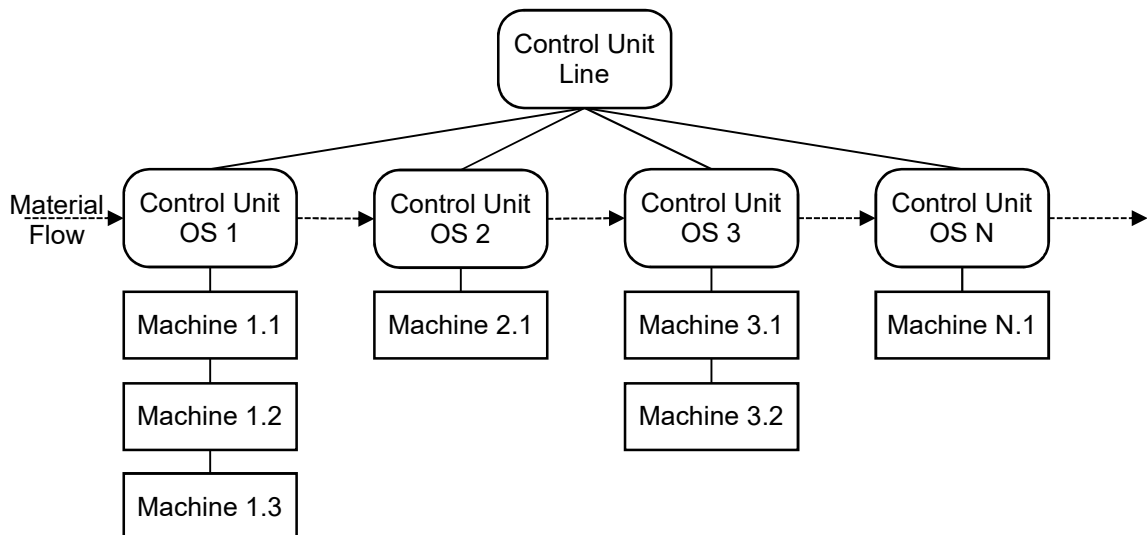 Control Unit
Line
Material
Flow
Control Unit
OS 1
Control Unit
OS 2
Control Unit
OS 3
Control Unit
OS N
Machine 1.1
Machine 2.1
Machine 3.1
Machine N.1
Machine 1.2
Machine 3.2
Machine 1.3